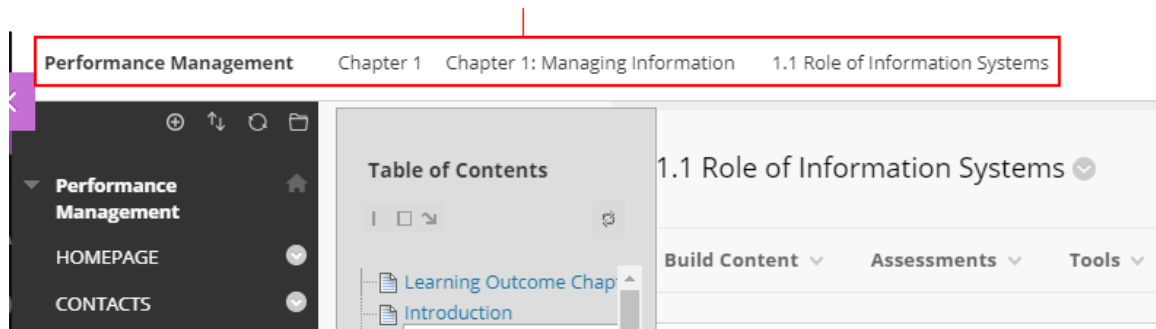 Performance Management Chapter 1 Chapter 1: Managing Information 1.1 Role of Information Systems
Performance
Management
HOMEPAGE
CONTACTS
Table of Contents
Learning Outcome Chap
Introduction
1.1 Role of Information Systems
Build Content Assessments Tools